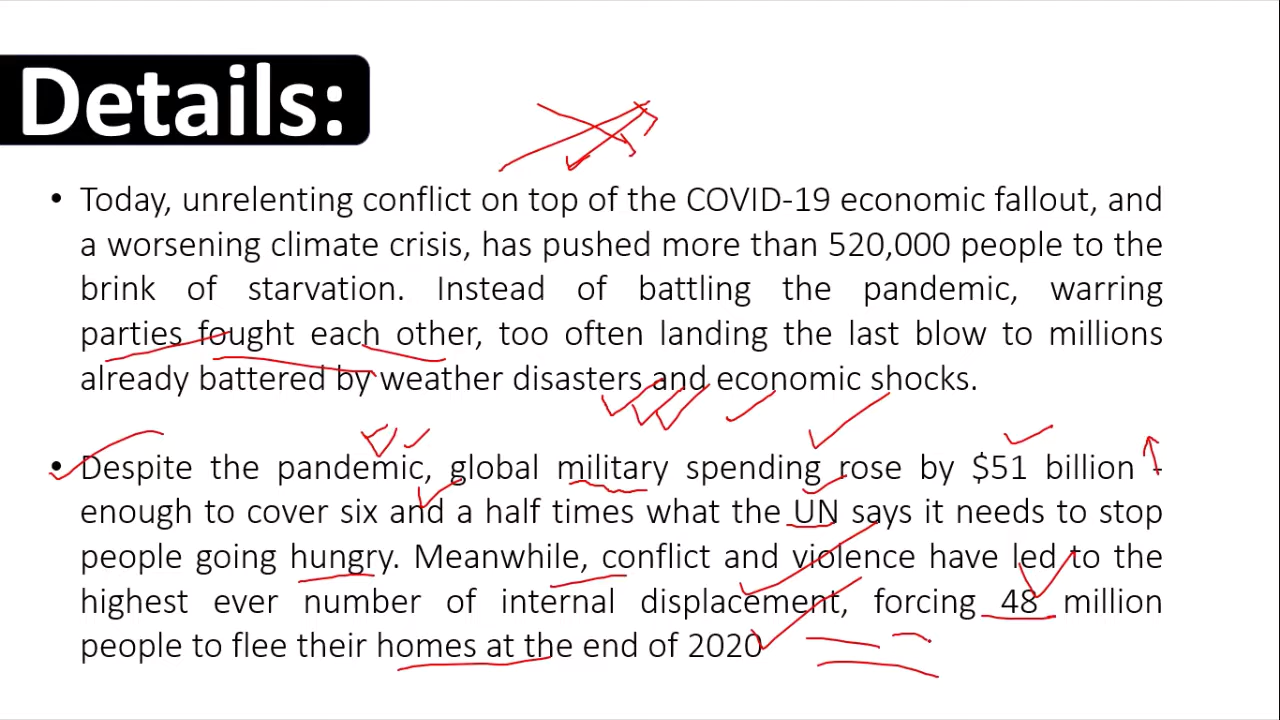 Details:
• Today, unrelenting conflict on top of the COVID-19 economic fallout, and
a worsening climate crisis, has pushed more than 520,000 people to the
brink of starvation. Instead of battling the pandemic, warring
parties fought each other, too often landing the last blow to millions
already battered by weather disasters and economic shocks.
• Despite the pandemic, global military spending rose by $51 billion -
enough to cover six and a half times what the UN says it needs to stop
people going hungry. Meanwhile, conflict and violence have led to the
highest ever number of internal displacement, forcing 48 million
people to flee their homes at the end of 2020